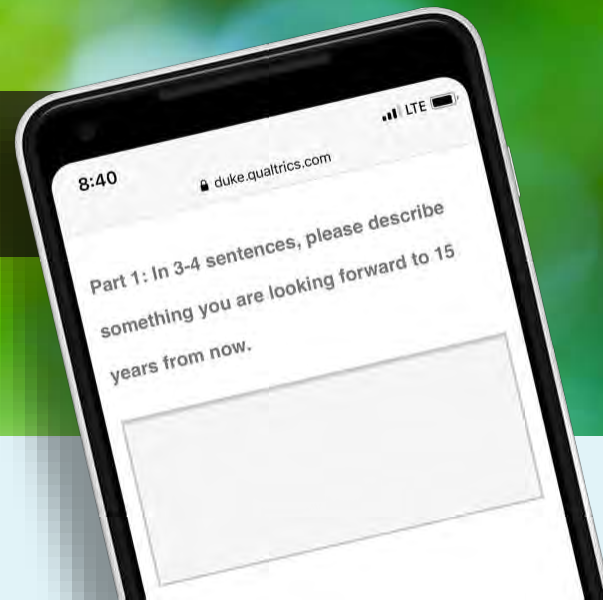 8:40
LTE
duke.qualtrics.com
Part 1: In 3-4 sentences, please describe
something you are looking forward to 15
years from now.